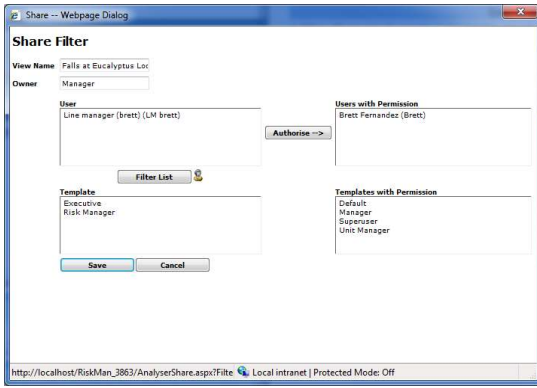 Share -- Webpage Dialog
Share Filter
View Name Falls at Eucalyptus Loc
Owner Manager
User
Line manager (brett) (LM brett)
Authorise -->
Users with Permission
Brett Fernandez (Brett)
Filter List
Template
Executive
Risk Manager
Templates with Permission
Default
Manager
Superuser
Unit Manager
Save Cancel
http://localhost/RiskMan_3863/AnalyserShare.aspx?Filte Local intranet | Protected Mode: Off